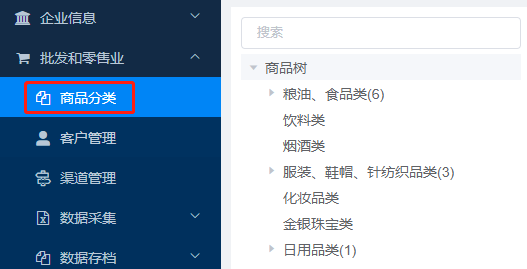 企业信息
批发和零售业
商品分类
客户管理
渠道管理
数据采集
数据存档
搜索
商品树
粮油、食品类(6)
饮料类
烟酒类
服装、鞋帽、针纺织品类(3)
化妆品类
金银珠宝类
日用品类(1)